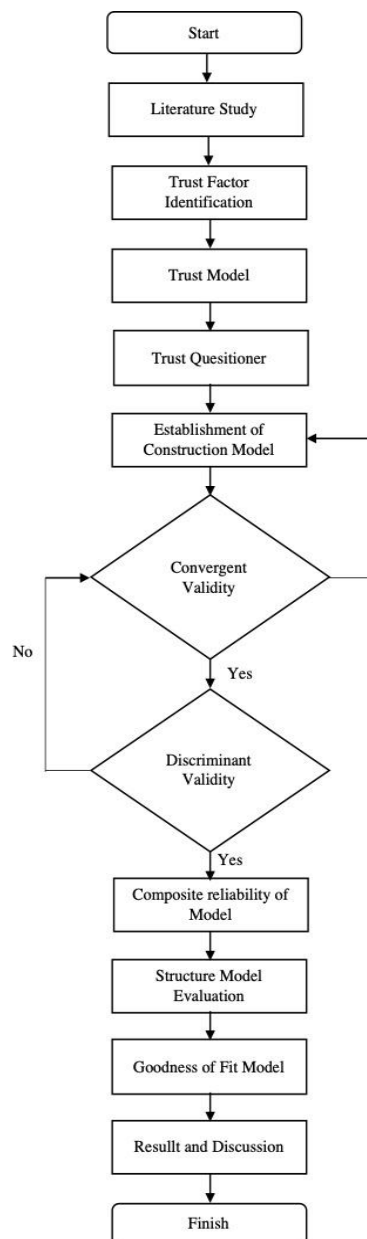 Start
Literature Study
Trust Factor
Identification
Trust Model
Trust Quesitioner
Establishment of
Construction Model
Convergent
Validity
No
Yes
Discriminant
Validity
Yes
Composite reliability of
Model
Structure Model
Evaluation
Goodness of Fit Model
Resullt and Discussion
Finish